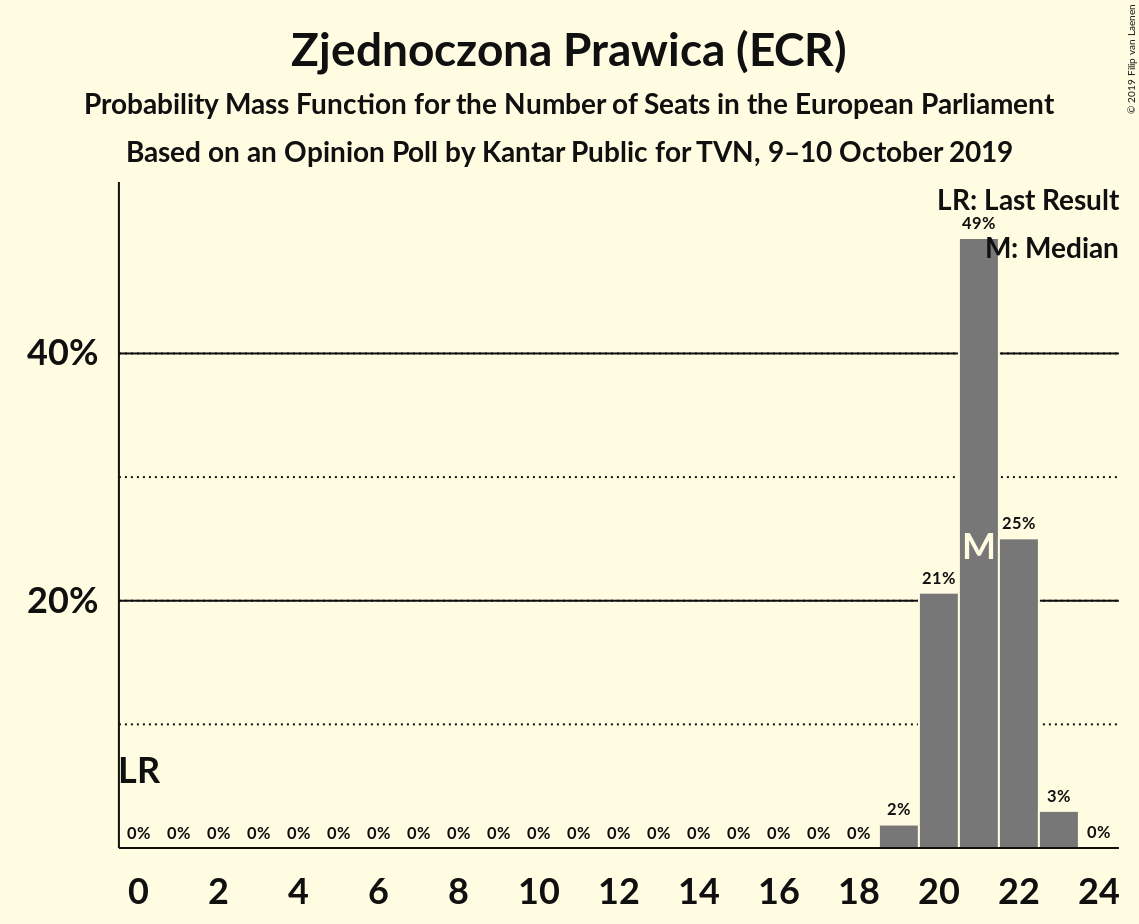 Zjednoczona Prawica (ECR)
Probability Mass Function for the Number of Seats in the European Parliament
Based on an Opinion Poll by Kantar Public for TVN, 9–10 October 2019
© 2019 Filip van Laenen
LR: Last Result
49%
M: Median
40%
25%
M
21%
20%
LR
3%
2%
0% 0% 0% 0% 0% 0% 0% 0% 0% 0% 0% 0% 0% 0% 0% 0% 0% 0% 0% 0%
0 2 4 6 8 10 12 14 16 18 20 22 24